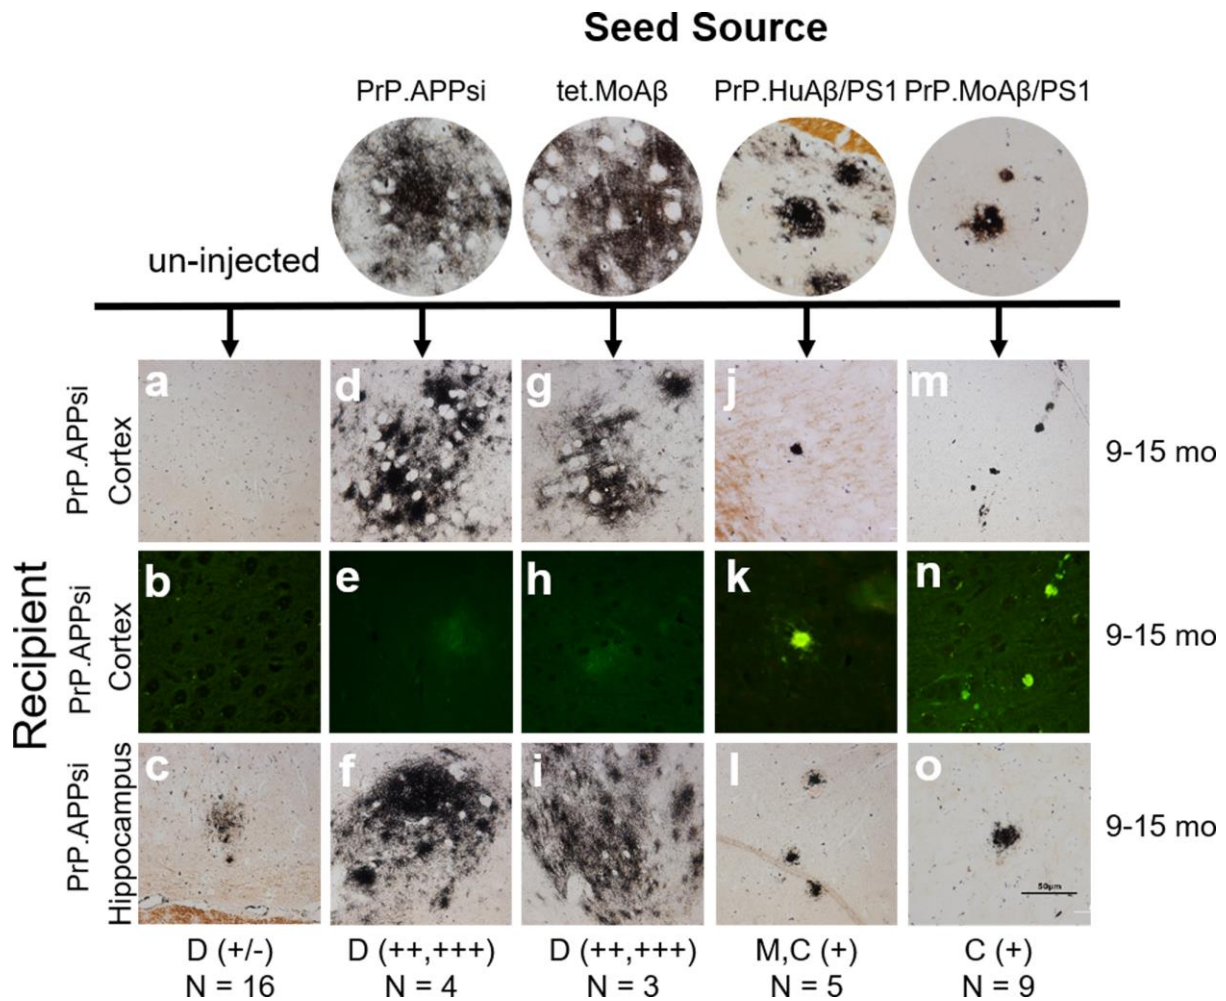 Seed Source
PrP.APPsi
tet.MoAβ
PrP.HuAβ/PS1
PrP.MoAβ/PS1
un-injected
Recipient
PrP.APPsi
Cortex
a
d
g
j
m
9-15 mo
PrP.APPsi
Cortex
b
e
h
k
n
9-15 mo
PrP.APPsi
Hippocampus
c
f
i
l
o
50µm
9-15 mo
D (+/-)
D (++,+++)
D (++,+++)
M,C (+)
C (+)
N = 16
N = 4
N = 3
N = 5
N = 9